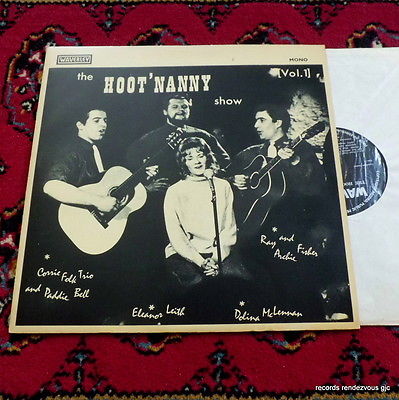 WAVERLEY
MONO
the HOOT'NANNY [Vol.1]
show
* Corrie Folk Trio
and Paddie Bell
* Eleanor Leith
* Dolina McLennan
* Ray and
Archie Fisher
WAV
records rendezvous gjc